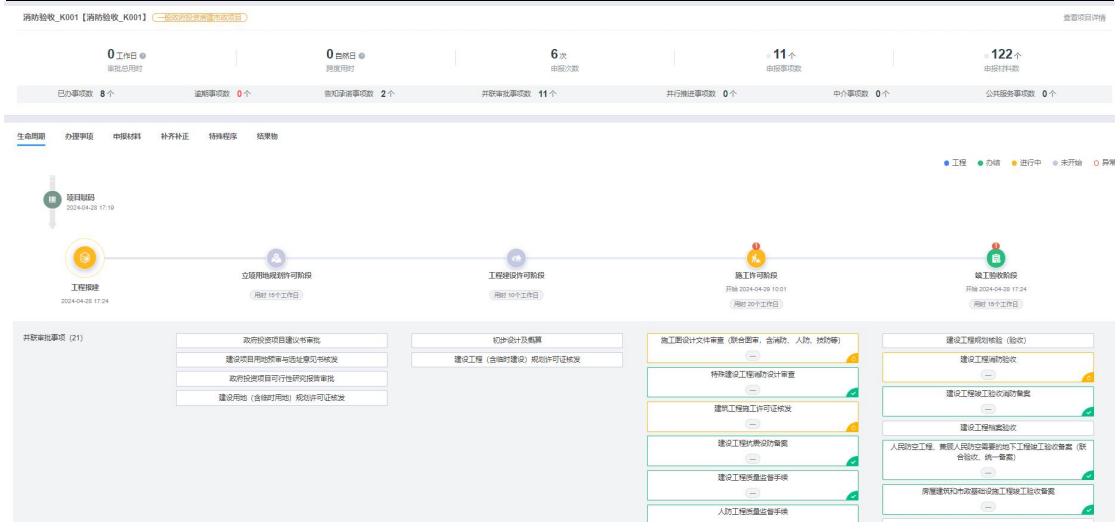 消防验收_K001【消防验收_K001】 一般政府投资房建市政项目 查看项目详情
0 工作日 0 自然日 6 次 11 个 122 个
审批总用时 跨度用时 申报次数 申报事项数 申报材料数
已办事项数 8 个 逾期事项数 0 个 告知承诺事项数 2 个 并联审批事项数 11 个 并行推进事项数 0 个 中介事项数 0 个 公共服务事项数 0 个
生命周期 办理事项 申报材料 补齐补正 特殊程序 结果物
工程 办结 进行中 未开始 异常
项目赋码
2024-04-28 17:19
1 1
工程报建 立项用地规划许可阶段 工程建设许可阶段 施工许可阶段 竣工验收阶段
2024-04-28 17:24 用时 15个工作日 用时 10个工作日 开始 2024-04-29 10:01 开始 2024-04-28 17:24
用时 20个工作日 用时 15个工作日
并联审批事项 (21)
政府投资项目建议书审批
建设项目用地预审与选址意见书核发
政府投资项目可行性研究报告审批
建设用地（含临时用地）规划许可证核发
初步设计及概算
建设工程（含临时建设）规划许可证核发
施工图设计文件审查（联合图审，含消防、人防、技防等）
特殊建设工程消防设计审查
建筑工程施工许可证核发
建设工程抗震设防备案
建设工程质量监督手续
人防工程质量监督手续
建设工程规划核验（验收）
建设工程消防验收
建设工程竣工验收消防备案
建设工程档案验收
人民防空工程、兼顾人民防空需要的地下工程竣工验收备案（联
合验收、统一备案）
房屋建筑和市政基础设施工程竣工验收备案